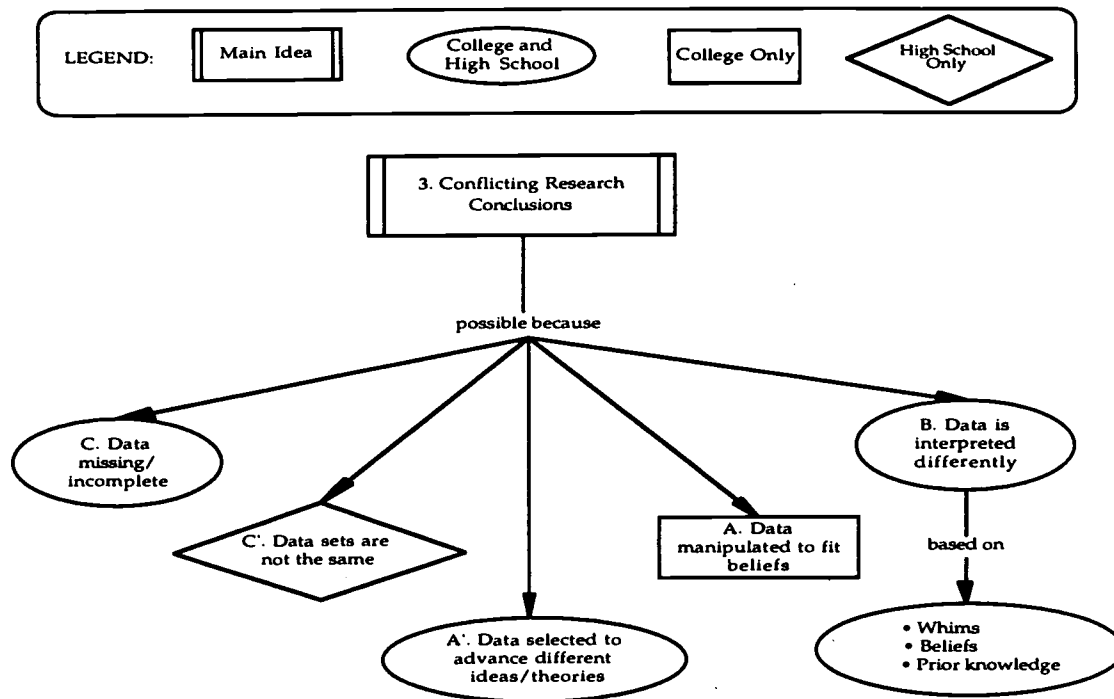 LEGEND:
Main Idea
College and
High School
College Only
High School
Only
3. Conflicting Research
Conclusions
possible because
C. Data
missing/
incomplete
B. Data is
interpreted
differently
C'. Data sets are
not the same
A. Data
manipulated to fit
beliefs
based on
A'. Data selected to
advance different
ideas/theories
• Whims
• Beliefs
• Prior knowledge